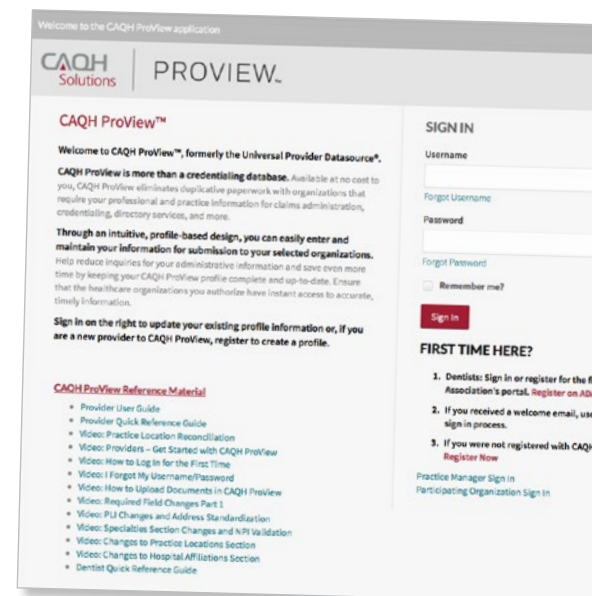 Welcome to the CAQH ProView application
CAQH
Solutions
PROVIEW™
CAQH ProView™
Welcome to CAQH ProView™, formerly the Universal Provider Datasource®.
CAQH ProView is more than a credentialing database. Available at no cost to
you, CAQH ProView eliminates duplicative paperwork with organizations that
require your professional and practice information for claims administration,
credentialing, directory services, and more.
Through an intuitive, profile-based design, you can easily enter and
maintain your information for submission to your selected organizations.
Help reduce inquiries for your administrative information and save even more
time by keeping your CAQH ProView profile complete and up-to-date. Ensure
that the healthcare organizations you authorize have instant access to accurate,
timely information.
Sign in on the right to update your existing profile information or, if you
are a new provider to CAQH ProView, register to create a profile.
CAQH ProView Reference Material
Provider User Guide
Provider Quick Reference Guide
Video: Practice Location Reconciliation
Video: Providers – Get Started with CAQH ProView
Video: How to Log In for the First Time
Video: I Forgot My Username/Password
Video: How to Upload Documents in CAQH ProView
Video: Required Field Changes Part 1
Video: PLI Changes and Address Standardization
Video: Specialties Section Changes and NPI Validation
Video: Changes to Practice Locations Section
Video: Changes to Hospital Affiliations Section
Dentist Quick Reference Guide
SIGN IN
Username
Forgot Username
Password
Forgot Password
Remember me?
Sign In
FIRST TIME HERE?
1. Dentists: Sign in or register for the
Association's portal. Register on
2. If you received a welcome email,
sign in process.
3. If you were not registered with CAQH
Register Now
Practice Manager Sign In
Participating Organization Sign In